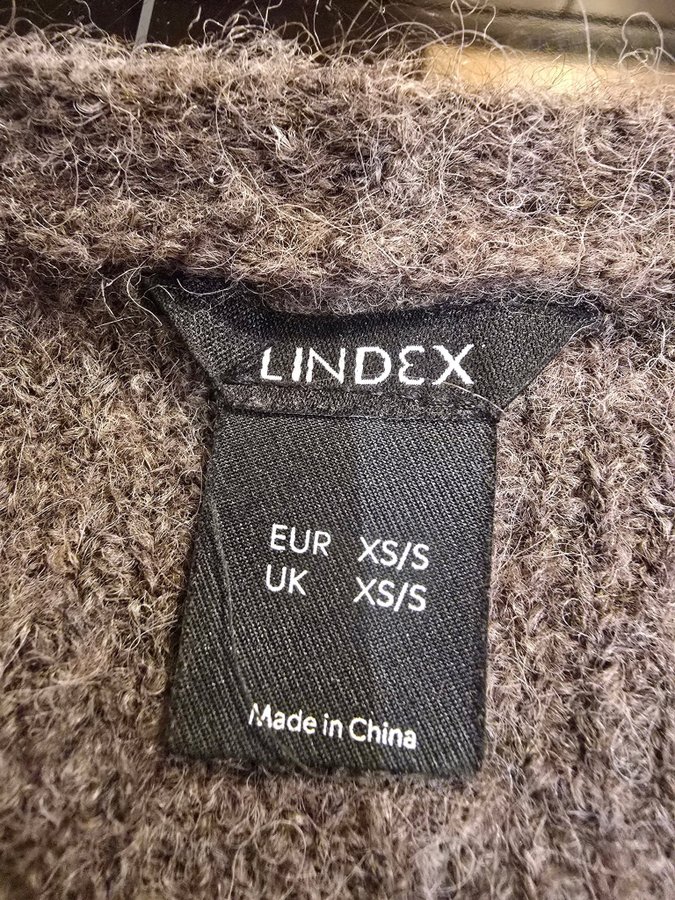 LINDEX
EUR XS/S
UK XS/S
Made in China